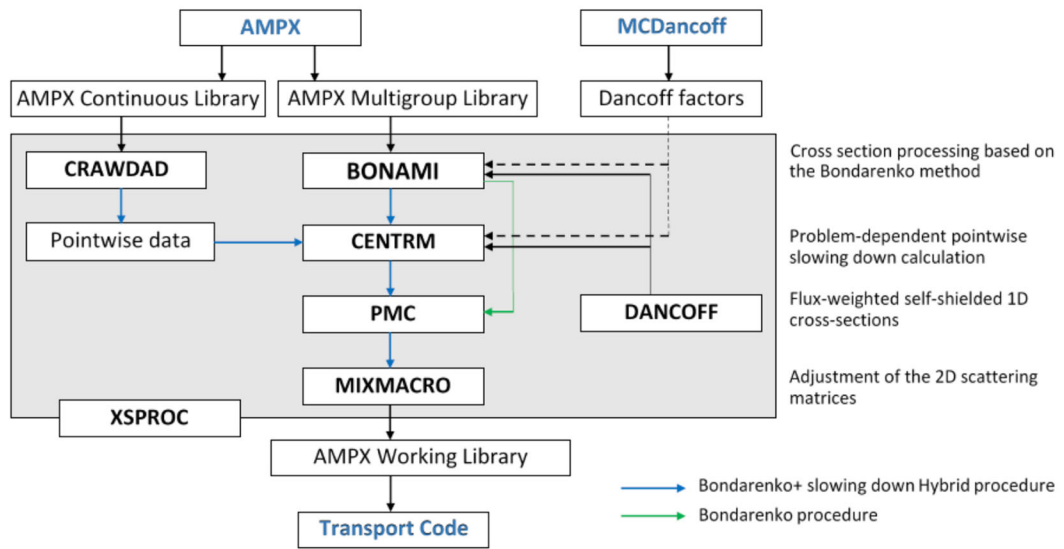 AMPX
MCDancoff
AMPX Continuous Library
AMPX Multigroup Library
Dancoff factors
CRAWDAD
BONAMI
Cross section processing based on
the Bondarenko method
Pointwise data
CENTRM
Problem-dependent pointwise
slowing down calculation
PMC
DANCOFF
Flux-weighted self-shielded 1D
cross-sections
MIXMACRO
Adjustment of the 2D scattering
matrices
XSPROC
AMPX Working Library
Transport Code
Bondarenko+ slowing down Hybrid procedure
Bondarenko procedure